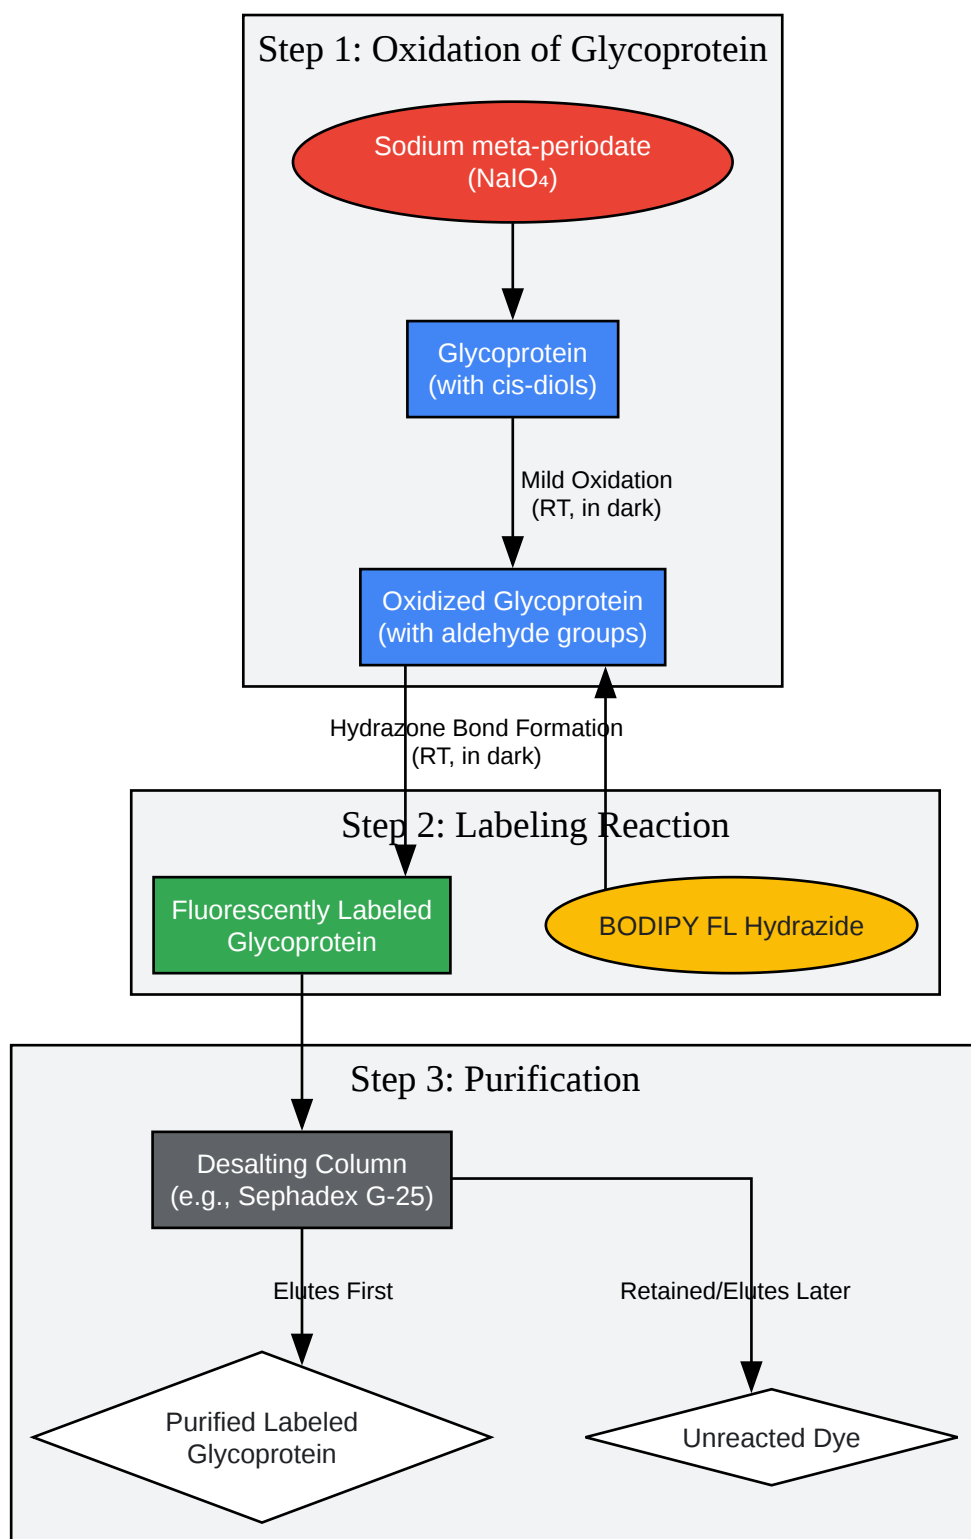 Step 1: Oxidation of Glycoprotein
Sodium meta-periodate
(NaIO₄)
Glycoprotein
(with cis-diols)
Mild Oxidation
(RT, in dark)
Oxidized Glycoprotein
(with aldehyde groups)
Hydrazone Bond Formation
(RT, in dark)
Step 2: Labeling Reaction
Fluorescently Labeled
Glycoprotein
BODIPY FL Hydrazide
Step 3: Purification
Desalting Column
(e.g., Sephadex G-25)
Elutes First
Retained/Elutes Later
Purified Labeled
Glycoprotein
Unreacted Dye